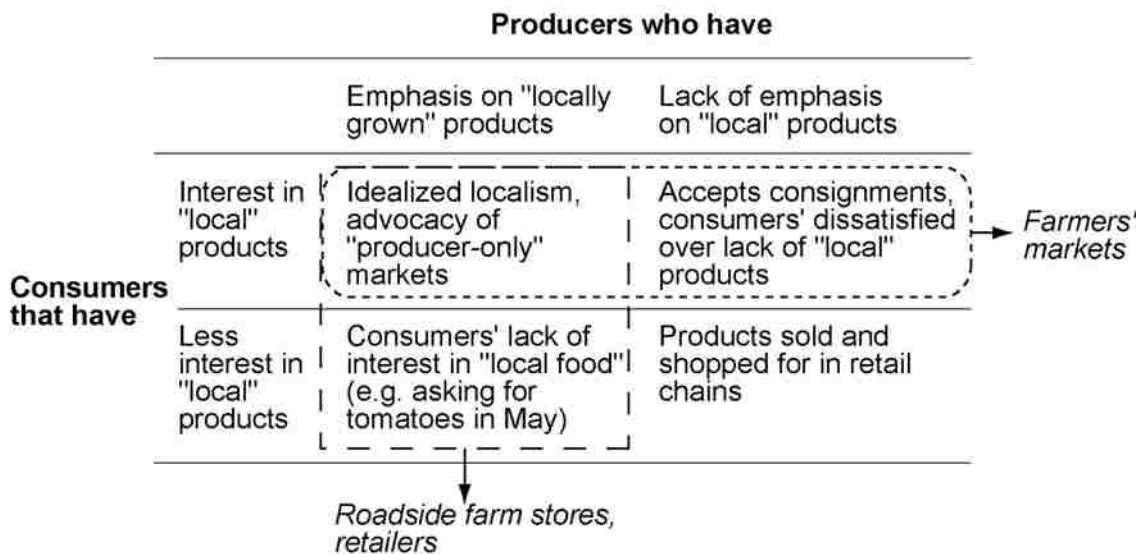 Producers who have
Emphasis on "locally
grown" products
Lack of emphasis
on "local" products
Interest in
"local"
products
Idealized localism,
advocacy of
"producer-only"
markets
Accepts consignments,
consumers' dissatisfied
over lack of "local"
products
Farmers'
markets
Consumers
that have
Less
interest in
"local"
products
Consumers' lack of
interest in "local food"
(e.g. asking for
tomatoes in May)
Products sold and
shopped for in retail
chains
Roadside farm stores,
retailers